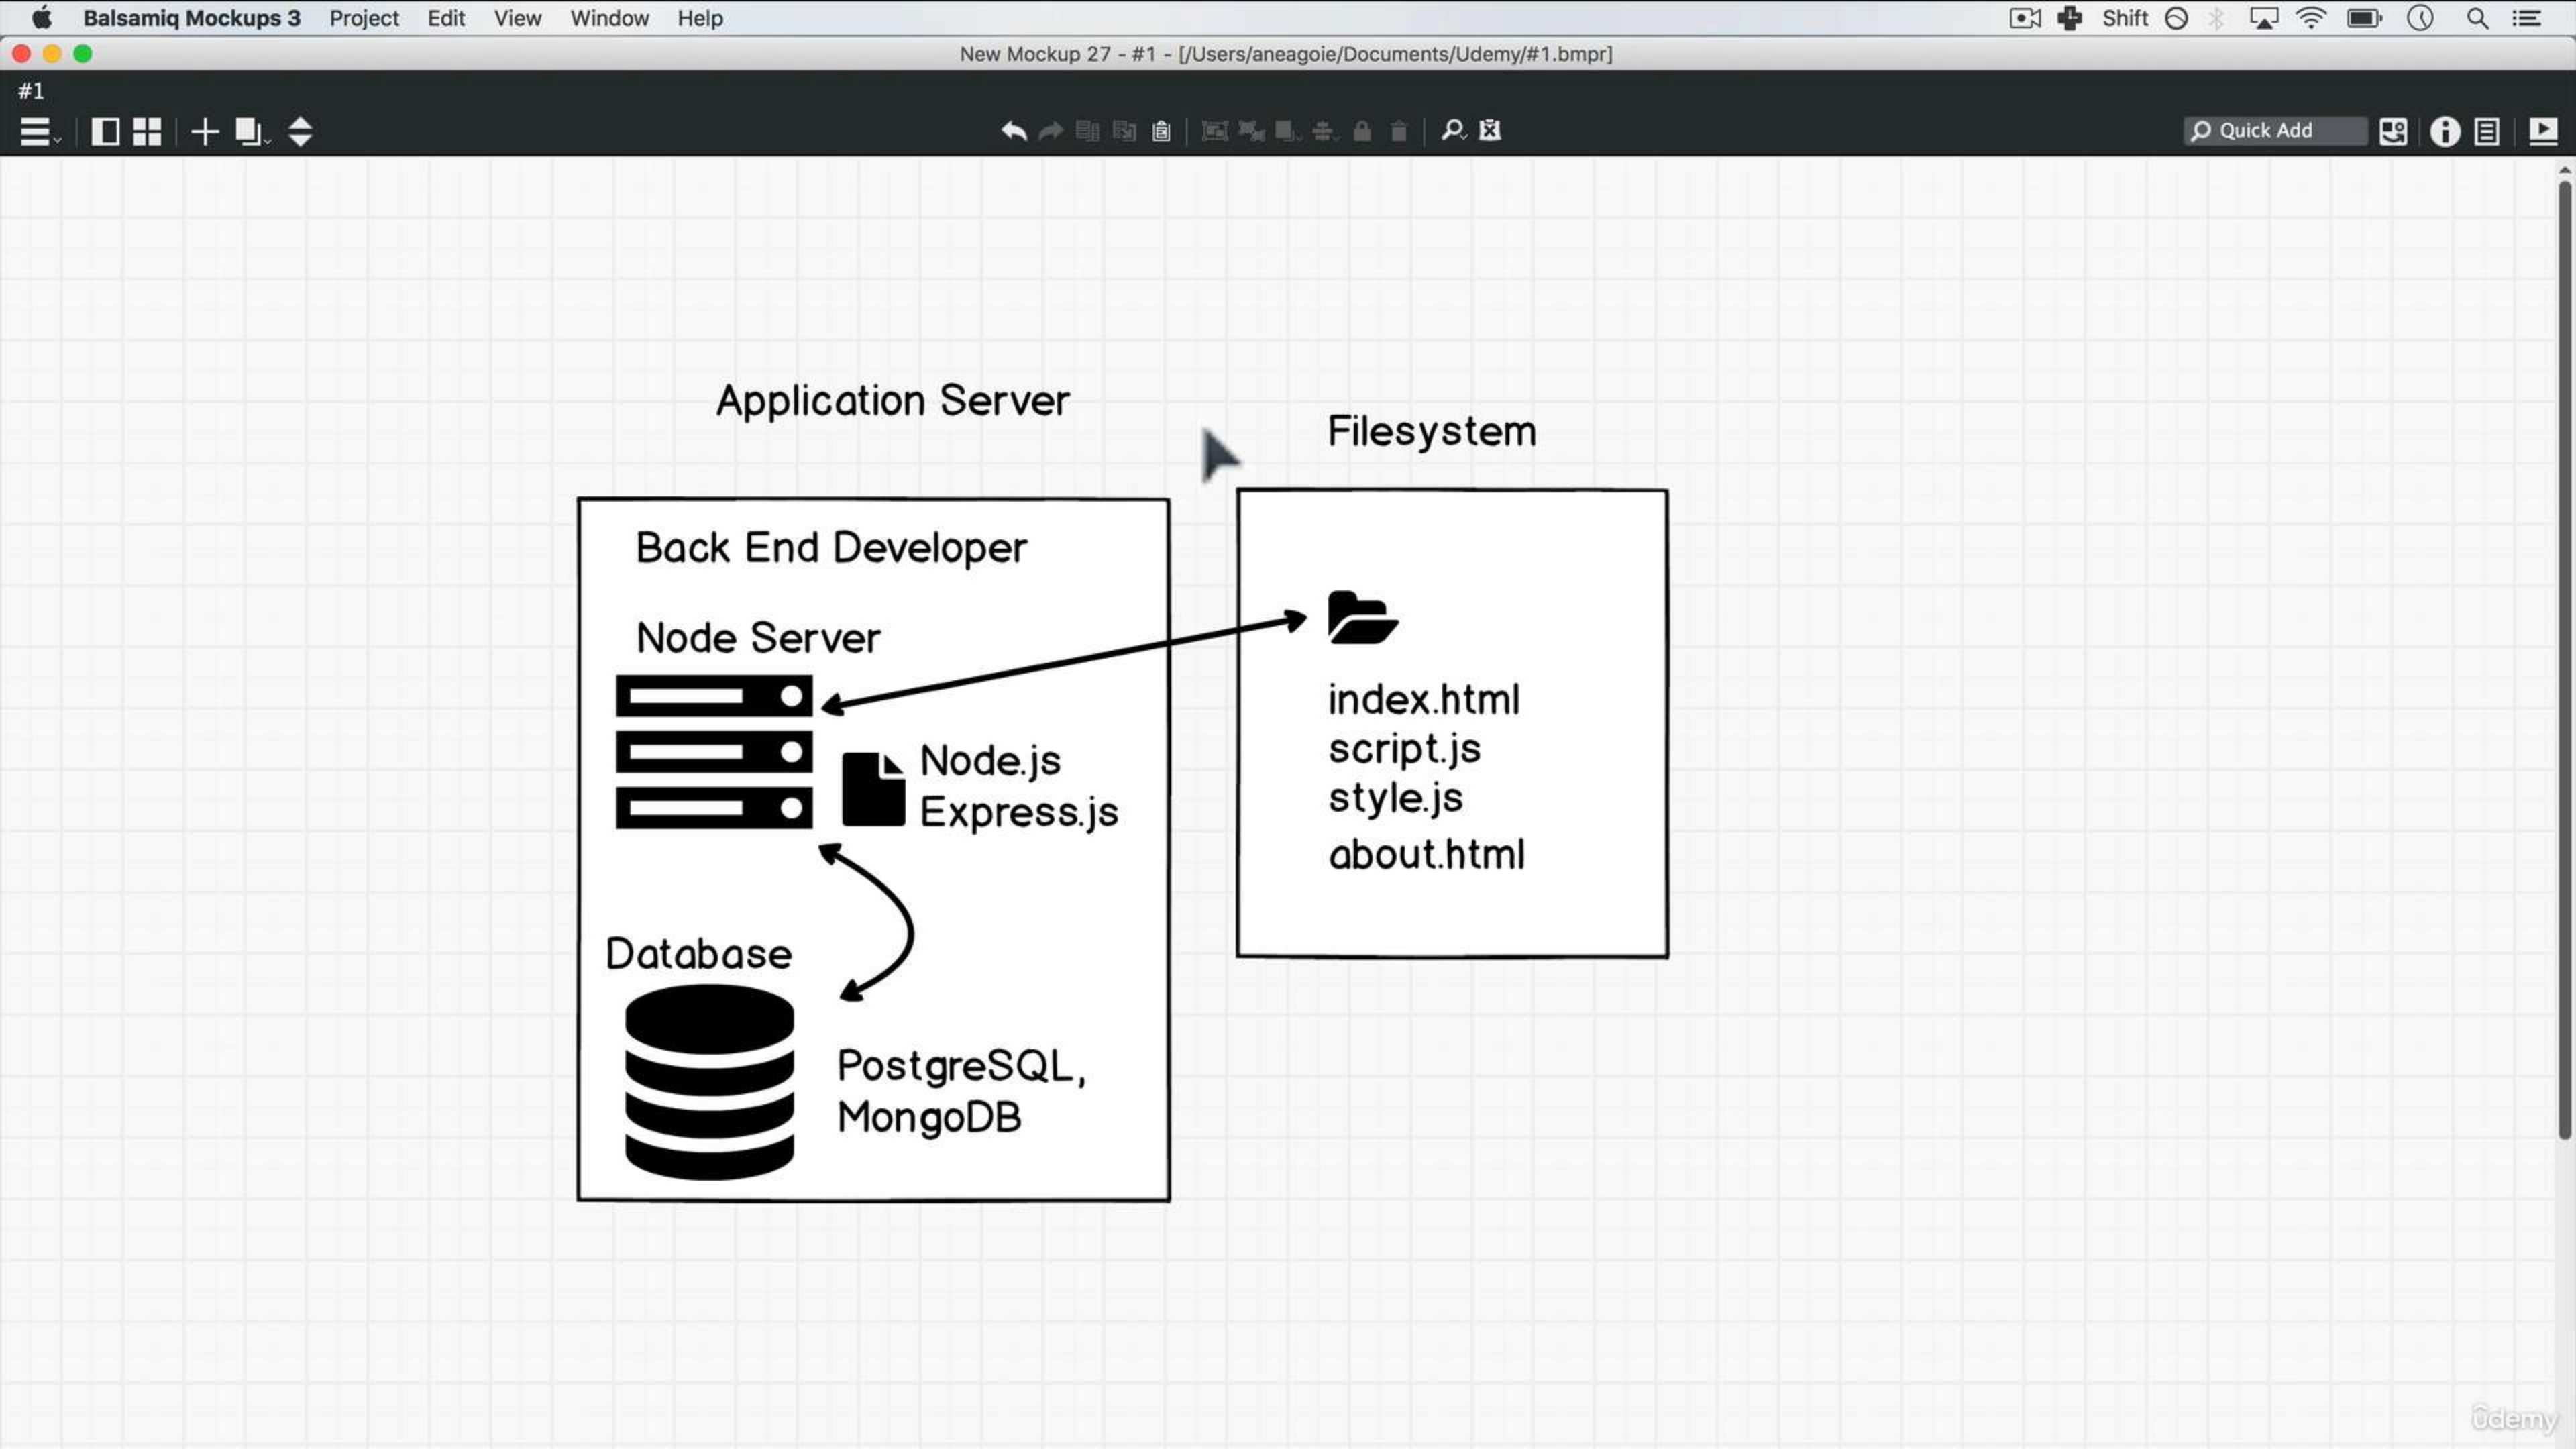 Balsamiq Mockups 3 Project Edit View Window Help Shift
New Mockup 27 - #1 - [/Users/aneagoie/Documents/Udemy/#1.bmpr]
#1
Quick Add
Application Server
Filesystem
Back End Developer
Node Server
Node.js
Express.js
index.html
script.js
style.js
about.html
Database
PostgreSQL,
MongoDB
ûdemy